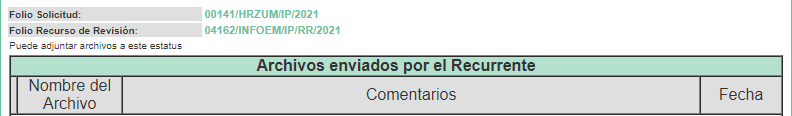 Folio Solicitud: 00141/HRZUM/IP/2021
Folio Recurso de Revisión: 04162/INFOEM/IP/RR/2021
Puede adjuntar archivos a este estatus
Archivos enviados por el Recurrente
Nombre del
Archivo
Comentarios
Fecha